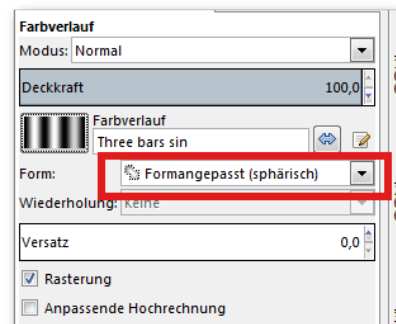 Farbverlauf
Modus: Normal
Deckkraft 100,0
Farbverlauf
Three bars sin
Form: Formangepasst (sphärisch)
Wiederholung: Keine
Versatz 0,0
Rasterung
Anpassende Hochrechnung